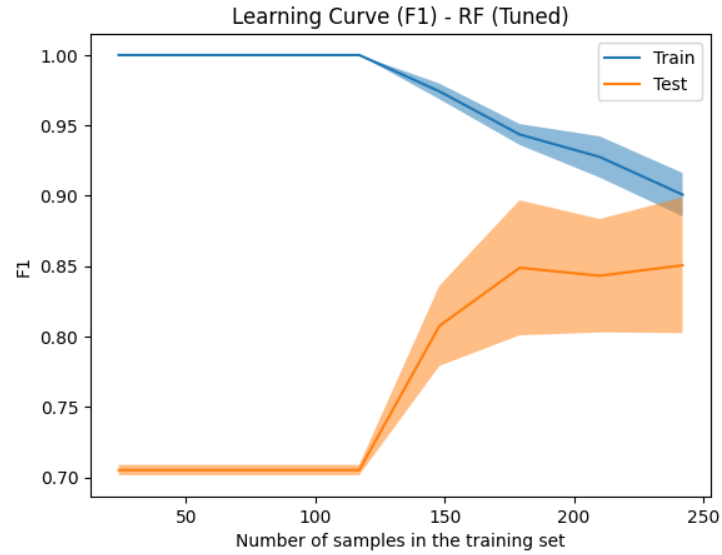 Learning Curve (F1) - RF (Tuned)
Train
Test
1.00
0.95
0.90
0.85
0.80
0.75
0.70
F1
50
100
150
200
250
Number of samples in the training set